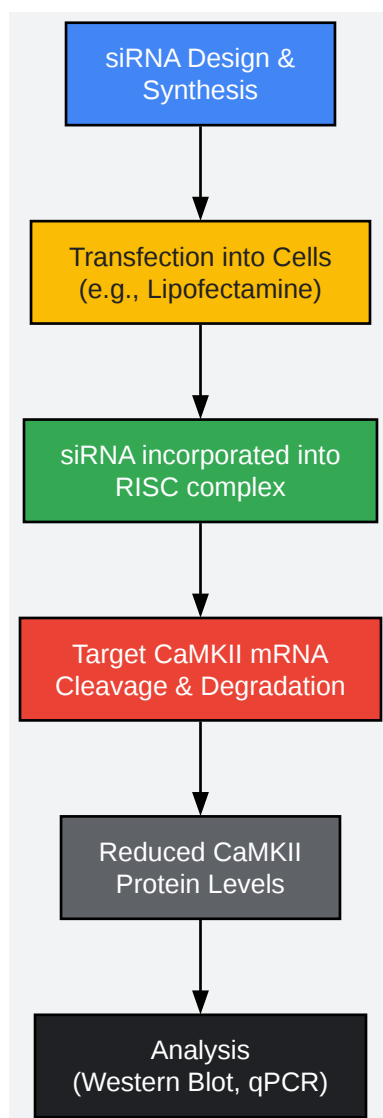 siRNA Design &
Synthesis
Transfection into Cells
(e.g., Lipofectamine)
siRNA incorporated into
RISC complex
Target CaMKII mRNA
Cleavage & Degradation
Reduced CaMKII
Protein Levels
Analysis
(Western Blot, qPCR)